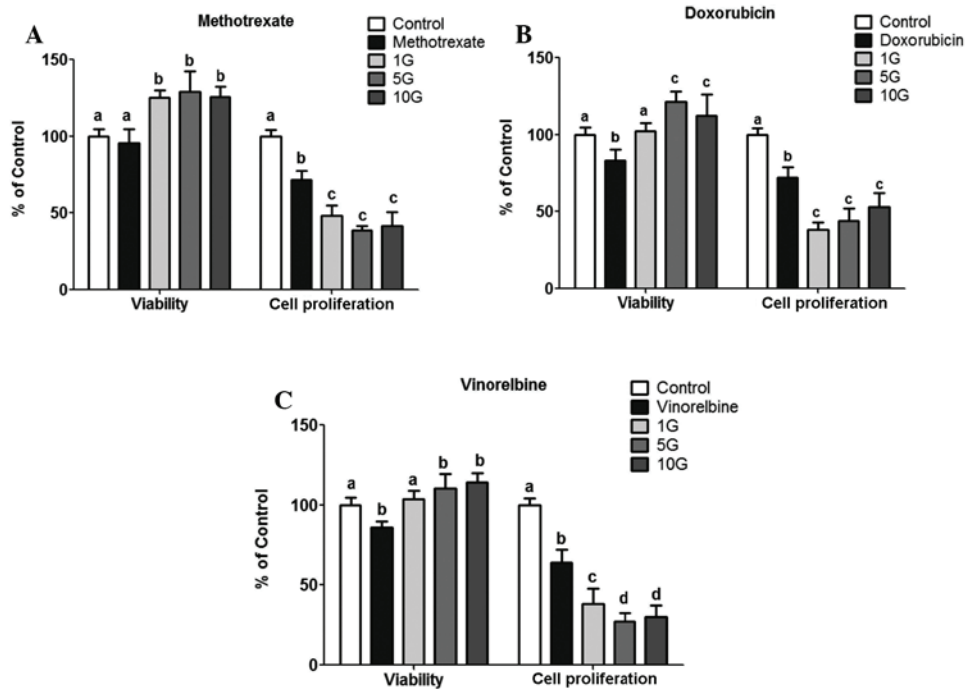 Methotrexate
A
Control
Methotrexate
1G
5G
10G
150
100
50
0
% of Control
a
a
b
b
b
a
b
c
c
c
Viability
Cell proliferation
Doxorubicin
B
Control
Doxorubicin
1G
5G
10G
150
100
50
0
% of Control
a
b
a
c
c
a
b
c
c
c
Viability
Cell proliferation
Vinorelbine
C
Control
Vinorelbine
1G
5G
10G
150
100
50
0
% of Control
a
b
a
b
b
a
b
c
d
d
Viability
Cell proliferation